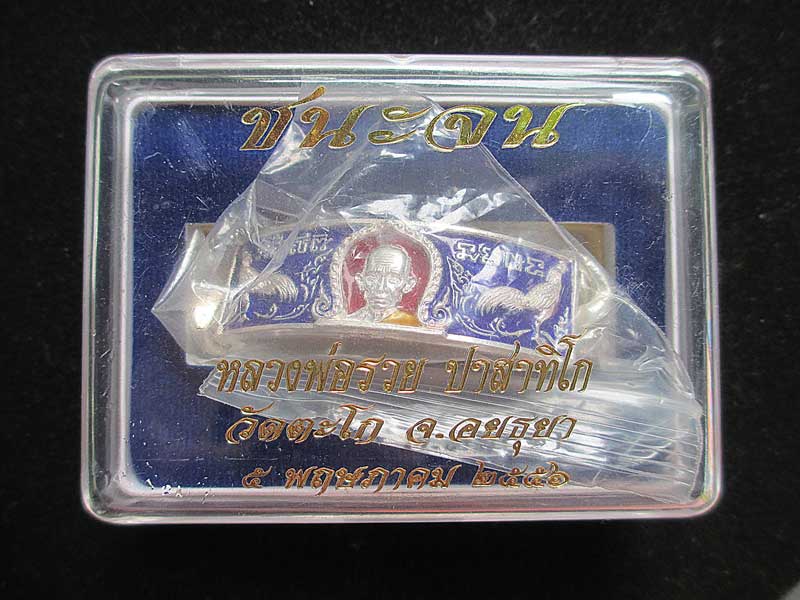 ชนะจน
หลวงพ่อรวย ปาสาทิโก
วัดตะโก จ.อยุธยา
๕ พฤษภาคม ๒๕๕๖